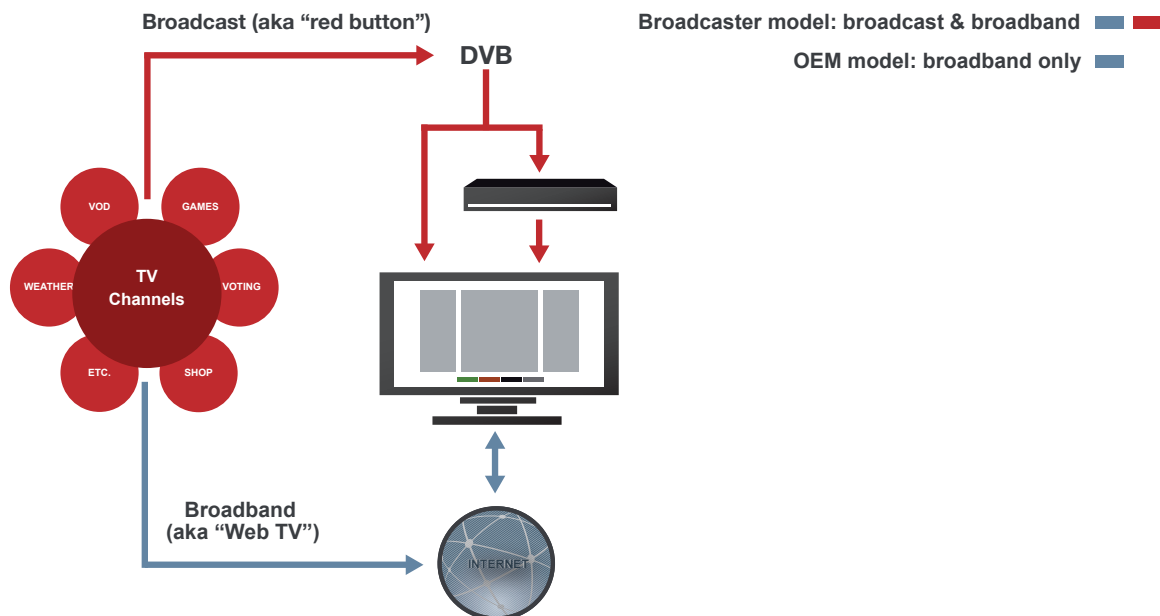 Broadcast (aka “red button”)
Broadcaster model: broadcast & broadband
OEM model: broadband only
DVB
VOD
GAMES
WEATHER
TV
Channels
VOTING
ETC.
SHOP
Broadband
(aka “Web TV”)
INTERNET